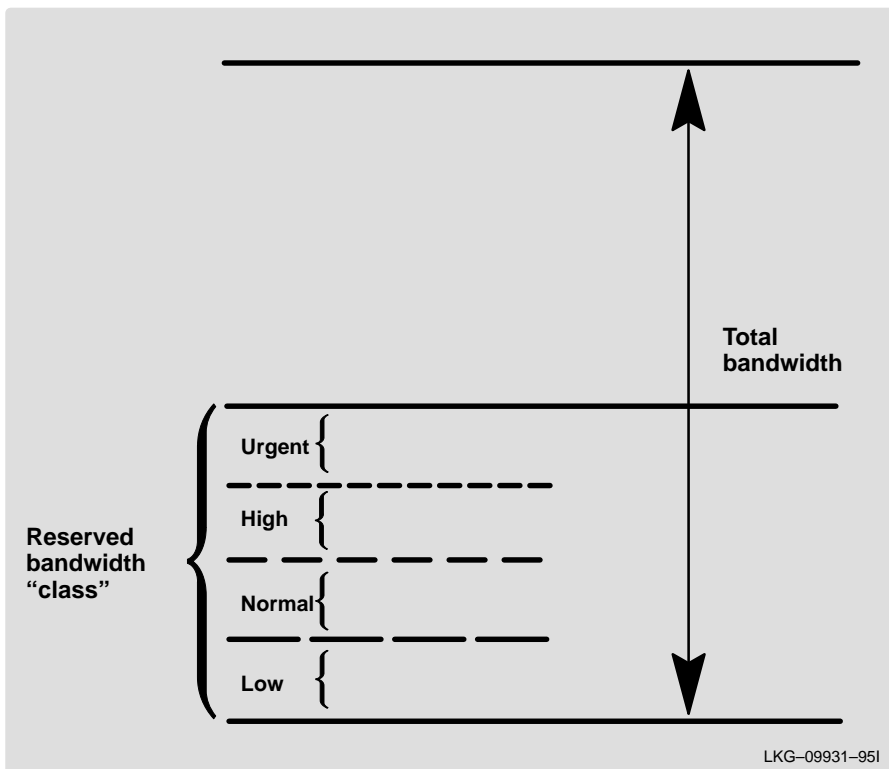 Total
bandwidth
Urgent
High
Reserved
bandwidth
“class”
Normal
Low
LKG–09931–95I